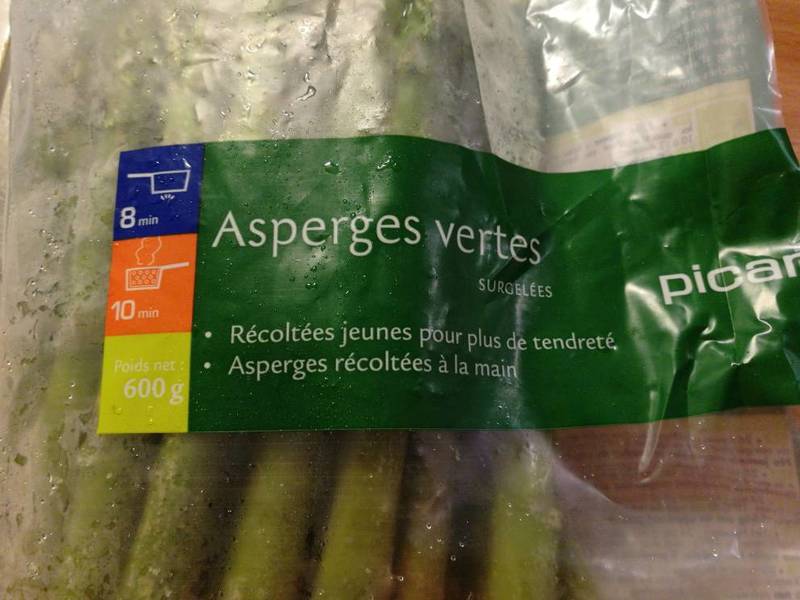 8 min
10 min
Poids net :
600 g
Asperges vertes
SURGELÉES
picar
• Récoltées jeunes pour plus de tendreté
• Asperges récoltées à la main